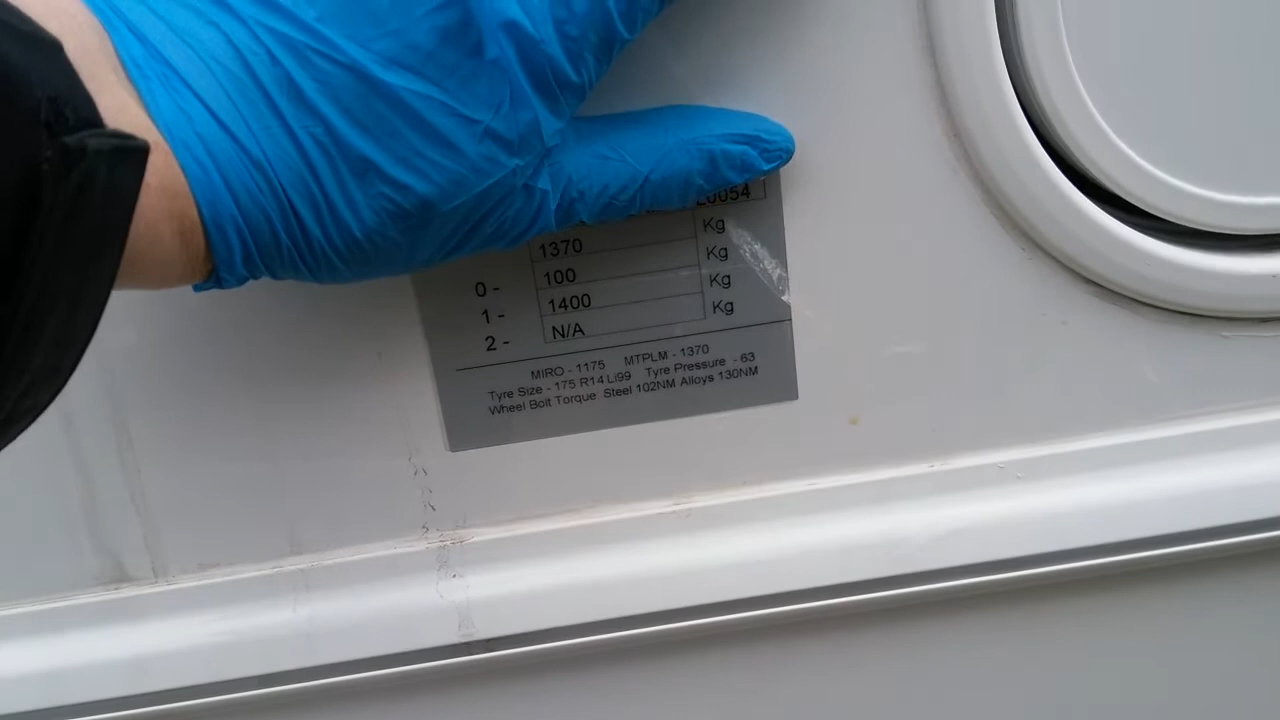 L0054
1370 Kg
0 - 100 Kg
1 - 1400 Kg
2 - N/A Kg
MIRO - 1175 MTPLM - 1370
Tyre Size - 175 R14 Li99 Tyre Pressure - 63
Wheel Bolt Torque Steel 102NM Alloys 130NM